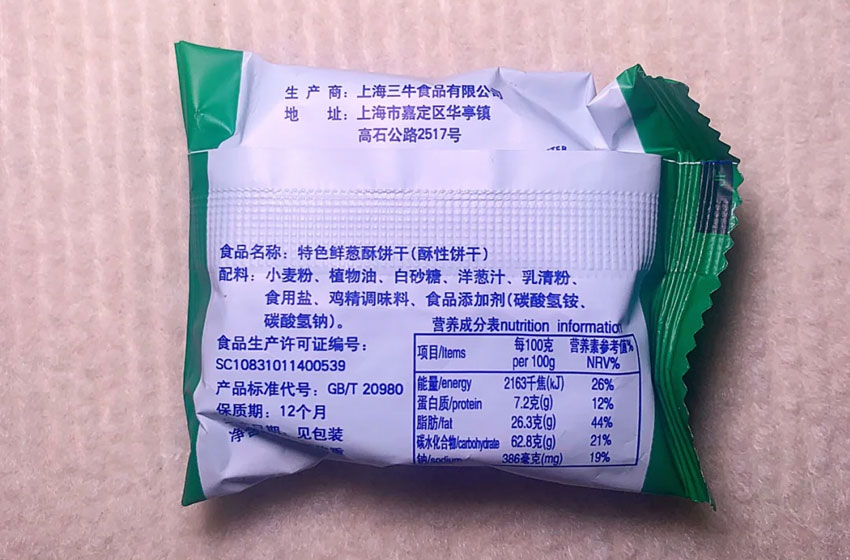 生 产 商：上海三牛食品有限公司
地 址：上海市嘉定区华亭镇
高石公路2517号
食品名称：特色鲜葱酥饼干(酥性饼干)
配料：小麦粉、植物油、白砂糖、洋葱汁、乳清粉、
食用盐、鸡精调味料、食品添加剂(碳酸氢铵、
碳酸氢钠)。
食品生产许可证编号：
SC10831011400539
产品标准代号：GB/T 20980
保质期：12个月
净含量：见包装
营养成分表nutrition information
项目/Items 每100克 per 100g 营养素参考值% NRV%
能量/energy 2163千焦(kJ) 26%
蛋白质/protein 7.2克(g) 12%
脂肪/fat 26.3克(g) 44%
碳水化合物/carbohydrate 62.8克(g) 21%
钠/sodium 386毫克(mg) 19%